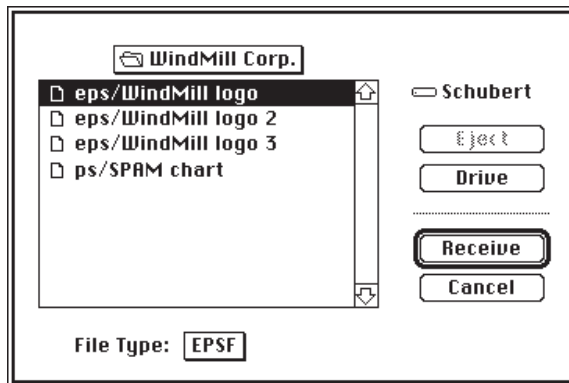 WindMill Corp.
eps/WindMill logo
eps/WindMill logo 2
eps/WindMill logo 3
ps/SPAM chart
Schubert
Eject
Drive
Receive
Cancel
File Type: EPSF